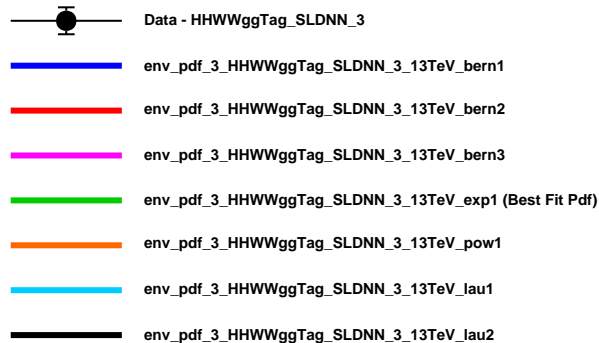 Data - HHWWggTag_SLDNN_3
env_pdf_3_HHWWggTag_SLDNN_3_13TeV_bern1
env_pdf_3_HHWWggTag_SLDNN_3_13TeV_bern2
env_pdf_3_HHWWggTag_SLDNN_3_13TeV_bern3
env_pdf_3_HHWWggTag_SLDNN_3_13TeV_exp1 (Best Fit Pdf)
env_pdf_3_HHWWggTag_SLDNN_3_13TeV_pow1
env_pdf_3_HHWWggTag_SLDNN_3_13TeV_lau1
env_pdf_3_HHWWggTag_SLDNN_3_13TeV_lau2